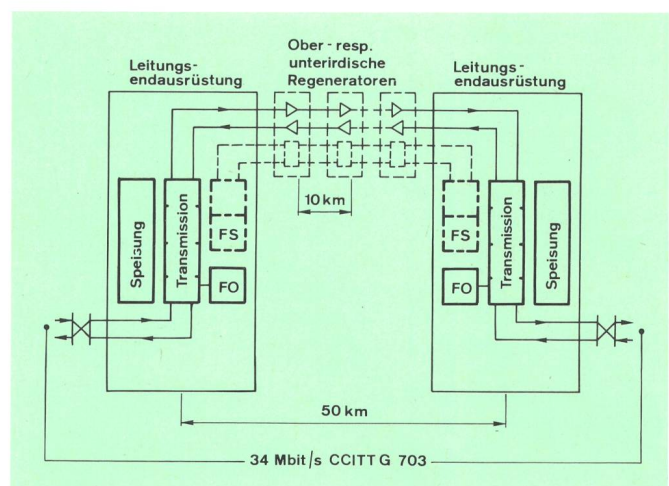 Ober - resp.
unterirdische
Regeneratoren
Leitungs-
endausrüstung
Leitungs-
endausrüstung
10 km
Speisung
Transmission
FS
FO
FS
FO
Transmission
Speisung
50 km
34 Mbit/s CCITT G 703